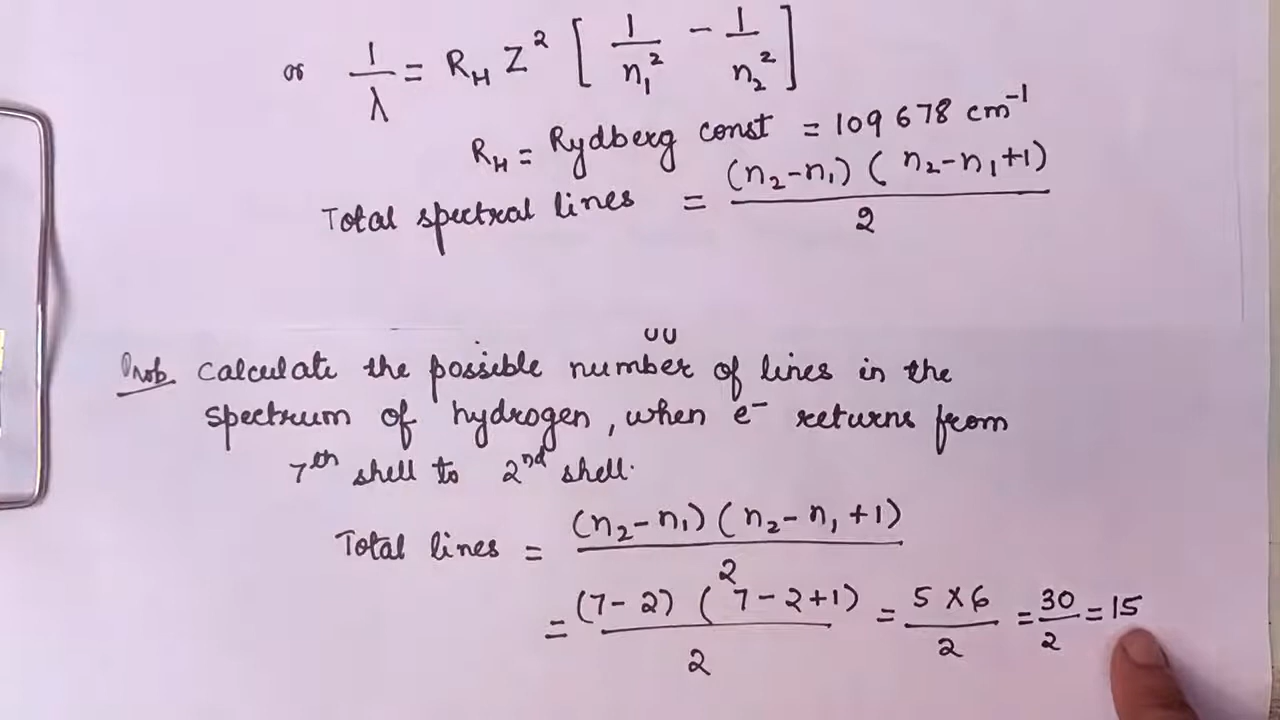 or 1/λ = R_H Z² [ 1/n₁² − 1/n₂² ]
R_H = Rydberg const = 109 678 cm⁻¹
Total spectral lines = (n₂−n₁) ( n₂−n₁+1) / 2
Prob. Calculate the possible number of lines in the
spectrum of hydrogen, when e⁻ returns from
7th shell to 2nd shell.
Total lines = (n₂−n₁) (n₂−n₁+1) / 2
= (7−2) (7−2+1) / 2 = 5 × 6 / 2 = 30 / 2 = 15